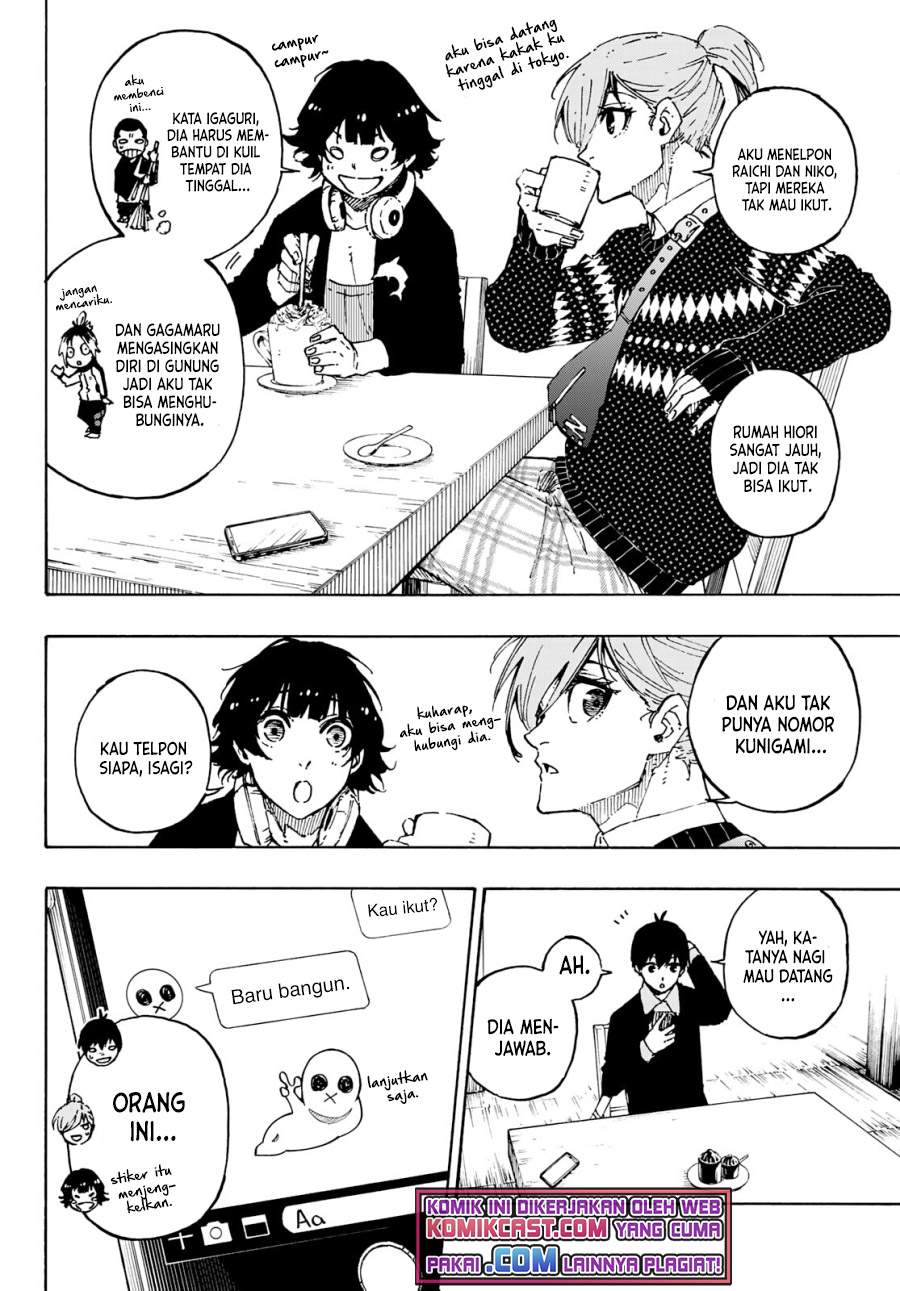 aku bisa datang
karena kakak ku
tinggal di tokyo.
AKU MENELPON
RAICHI DAN NIKO,
TAPI MEREKA
TAK MAU IKUT.
RUMAH HIORI
SANGAT JAUH,
JADI DIA TAK
BISA IKUT.
campur
campur~
KATA IGAGURI,
DIA HARUS MEM-
BANTU DI KUIL
TEMPAT DIA
TINGGAL...
aku
membenci
ini...
DAN GAGAMARU
MENGASINGKAN
DIRI DI GUNUNG
JADI AKU TAK
BISA MENGHU-
BUNGINYA.
jangan
mencariku.
DAN AKU TAK
PUNYA NOMOR
KUNIGAMI...
kuharap,
aku bisa meng-
hubungi dia.
KAU TELPON
SIAPA, ISAGI?
YAH, KA-
TANYA NAGI
MAU DATANG
...
AH.
DIA MEN-
JAWAB.
Kau ikut?
Baru bangun.
lanjutkan
saja.
ORANG
INI...
stiker itu
menjeng-
kelkan.
Aa
KOMIK INI DIKERJAKAN OLEH WEB
KOMIKCAST.COM YANG CUMA
PAKAI .COM LAINNYA PLAGIAT!